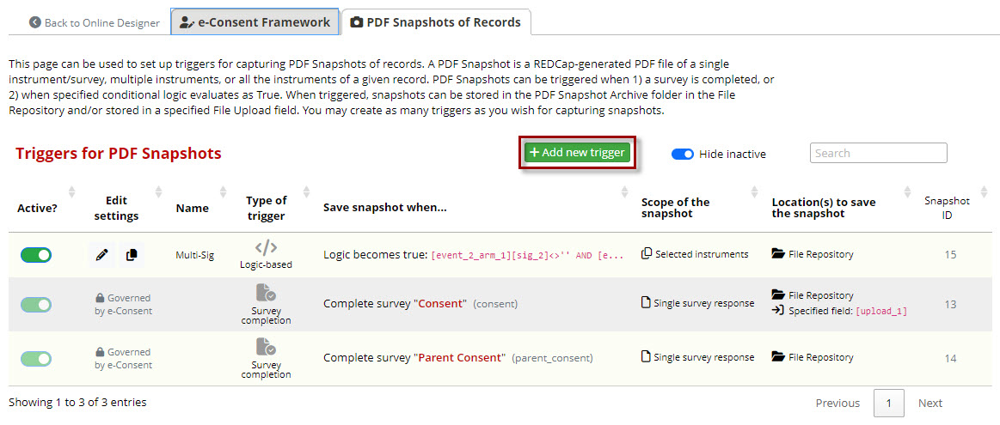 Back to Online Designer
e-Consent Framework
PDF Snapshots of Records
This page can be used to set up triggers for capturing PDF Snapshots of records. A PDF Snapshot is a REDCap-generated PDF file of a single
instrument/survey, multiple instruments, or all the instruments of a given record. PDF Snapshots can be triggered when 1) a survey is completed, or
2) when specified conditional logic evaluates as True. When triggered, snapshots can be stored in the PDF Snapshot Archive folder in the File
Repository and/or stored in a specified File Upload field. You may create as many triggers as you wish for capturing snapshots.
Triggers for PDF Snapshots
+ Add new trigger
Hide inactive
Search
Active?
Edit
settings
Name
Type of
trigger
Save snapshot when...
Scope of the
snapshot
Location(s) to save
the snapshot
Snapshot
ID
Multi-Sig
Logic-based
Logic becomes true: [event_2_arm_1][sig_2]<>'' AND [e...
Selected instruments
File Repository
15
Governed
by e-Consent
Survey
completion
Complete survey "Consent" (consent)
Single survey response
File Repository
Specified field: [upload_1]
13
Governed
by e-Consent
Survey
completion
Complete survey "Parent Consent" (parent_consent)
Single survey response
File Repository
14
Showing 1 to 3 of 3 entries
Previous
1
Next